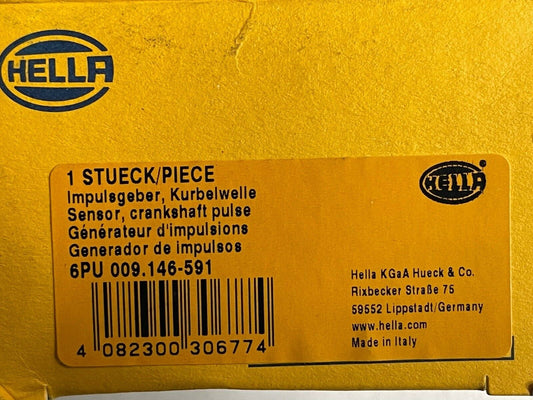 HELLA
1 STUECK/PIECE
Impulsgeber, Kurbelwelle
Sensor, crankshaft pulse
Générateur d'impulsions
Generador de impulsos
6PU 009.146-591
4 082300 306774
HELLA
Hella KGaA Hueck & Co.
Rixbecker Straße 75
59552 Lippstadt/Germany
www.hella.com
Made in Italy